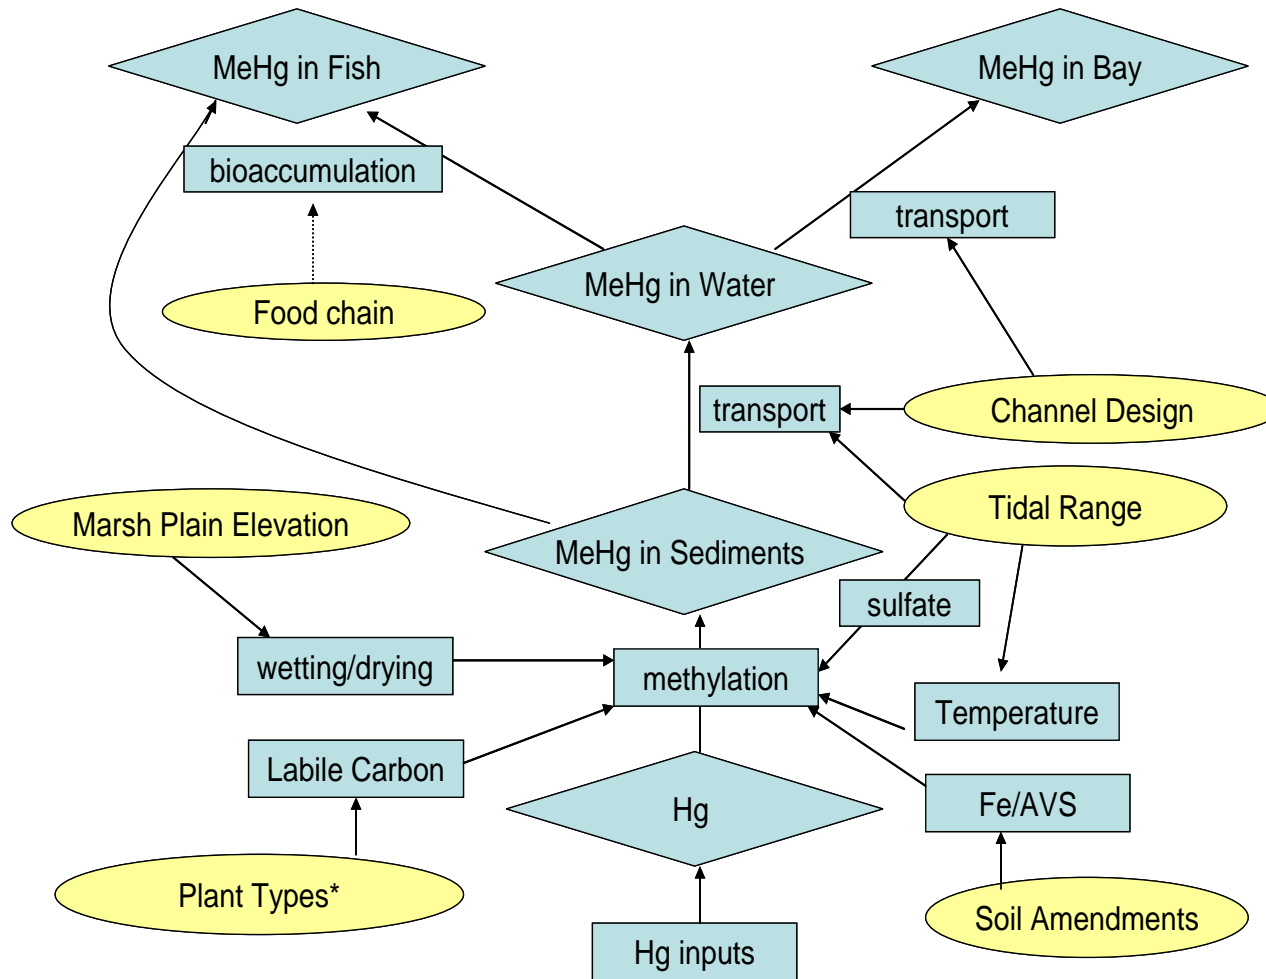 MeHg in Fish
MeHg in Bay
bioaccumulation
transport
MeHg in Water
Food chain
transport
Channel Design
Marsh Plain Elevation
Tidal Range
MeHg in Sediments
sulfate
wetting/drying
methylation
Temperature
Labile Carbon
Hg
Fe/AVS
Plant Types*
Soil Amendments
Hg inputs